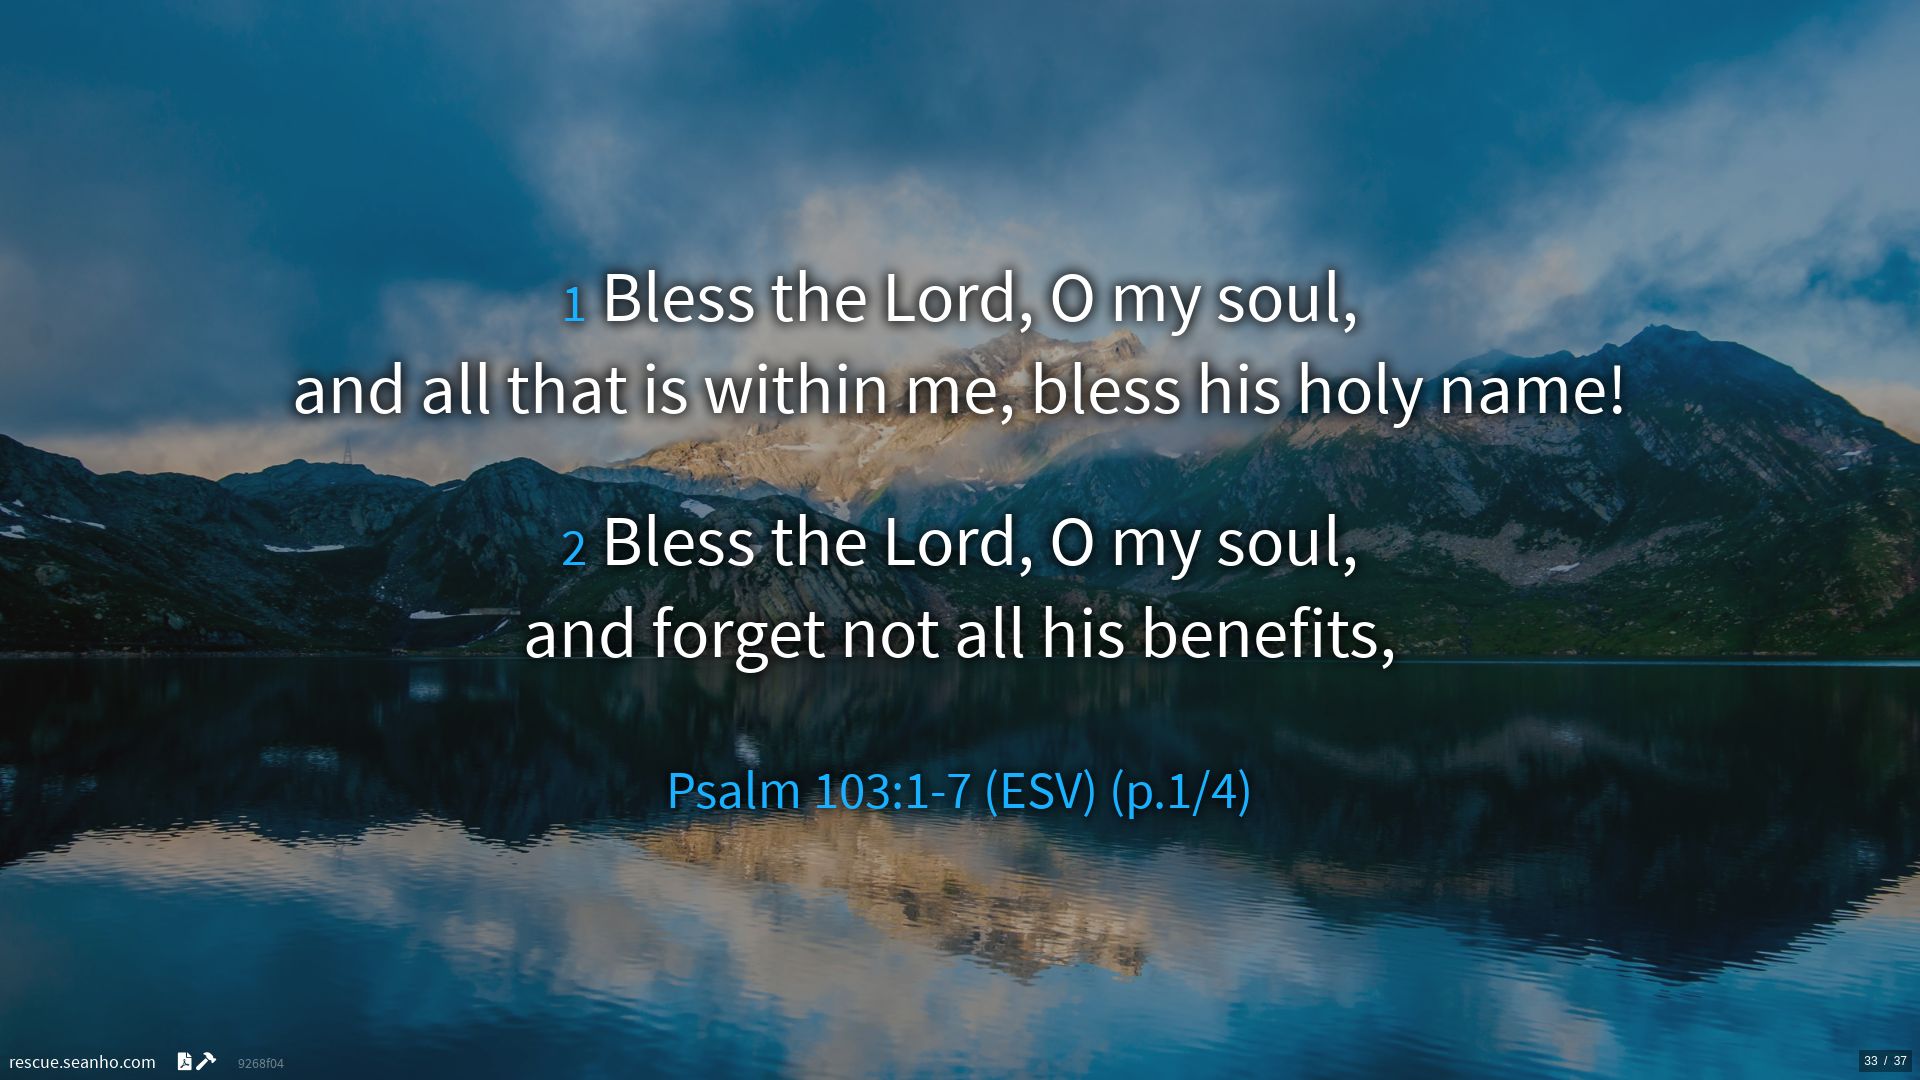 1 Bless the Lord, O my soul,
and all that is within me, bless his holy name!
2 Bless the Lord, O my soul,
and forget not all his benefits,
Psalm 103:1-7 (ESV) (p.1/4)
rescue.seanho.com 9268f04
33 / 37